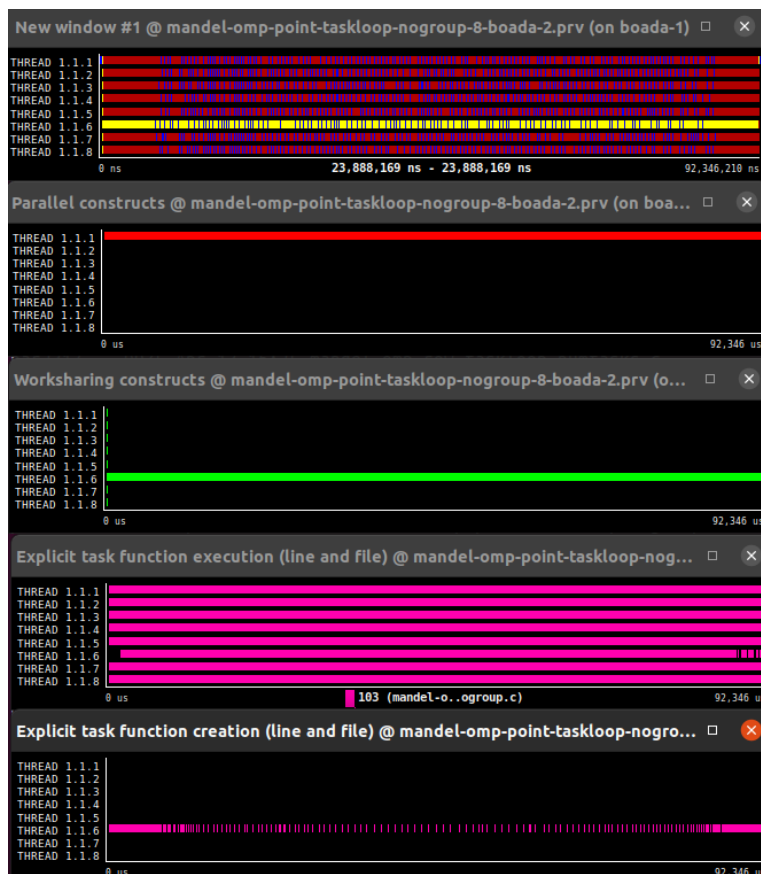 New window #1 @ mandel-omp-point-taskloop-nogroup-8-boada-2.prv (on boada-1)
THREAD 1.1.1
THREAD 1.1.2
THREAD 1.1.3
THREAD 1.1.4
THREAD 1.1.5
THREAD 1.1.6
THREAD 1.1.7
THREAD 1.1.8
0 ns 23,888,169 ns - 23,888,169 ns 92,346,210 ns
Parallel constructs @ mandel-omp-point-taskloop-nogroup-8-boada-2.prv (on boa...
THREAD 1.1.1
THREAD 1.1.2
THREAD 1.1.3
THREAD 1.1.4
THREAD 1.1.5
THREAD 1.1.6
THREAD 1.1.7
THREAD 1.1.8
0 us 92,346 us
Worksharing constructs @ mandel-omp-point-taskloop-nogroup-8-boada-2.prv (o...
THREAD 1.1.1
THREAD 1.1.2
THREAD 1.1.3
THREAD 1.1.4
THREAD 1.1.5
THREAD 1.1.6
THREAD 1.1.7
THREAD 1.1.8
0 us 92,346 us
Explicit task function execution (line and file) @ mandel-omp-point-taskloop-nog...
THREAD 1.1.1
THREAD 1.1.2
THREAD 1.1.3
THREAD 1.1.4
THREAD 1.1.5
THREAD 1.1.6
THREAD 1.1.7
THREAD 1.1.8
0 us 103 (mandel-o..ogroup.c) 92,346 u
Explicit task function creation (line and file) @ mandel-omp-point-taskloop-nogro...
THREAD 1.1.1
THREAD 1.1.2
THREAD 1.1.3
THREAD 1.1.4
THREAD 1.1.5
THREAD 1.1.6
THREAD 1.1.7
THREAD 1.1.8
0 us 92,346 u